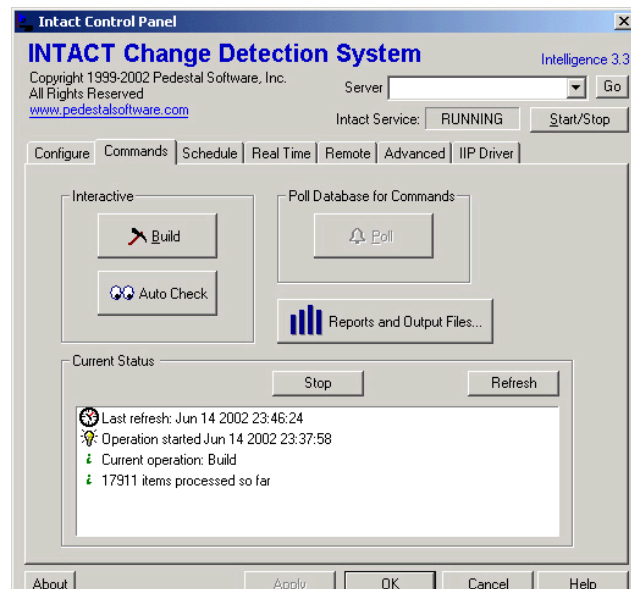 Intact Control Panel
INTACT Change Detection System
Intelligence 3.3
Copyright 1999-2002 Pedestal Software, Inc.
All Rights Reserved
www.pedestalsoftware.com
Server
Go
Intact Service: RUNNING Start/Stop
Configure Commands Schedule Real Time Remote Advanced IIP Driver
Interactive
Build
Auto Check
Poll Database for Commands
Poll
Reports and Output Files...
Current Status
Stop Refresh
Last refresh: Jun 14 2002 23:46:24
Operation started Jun 14 2002 23:37:58
Current operation: Build
17911 items processed so far
About Apply OK Cancel Help